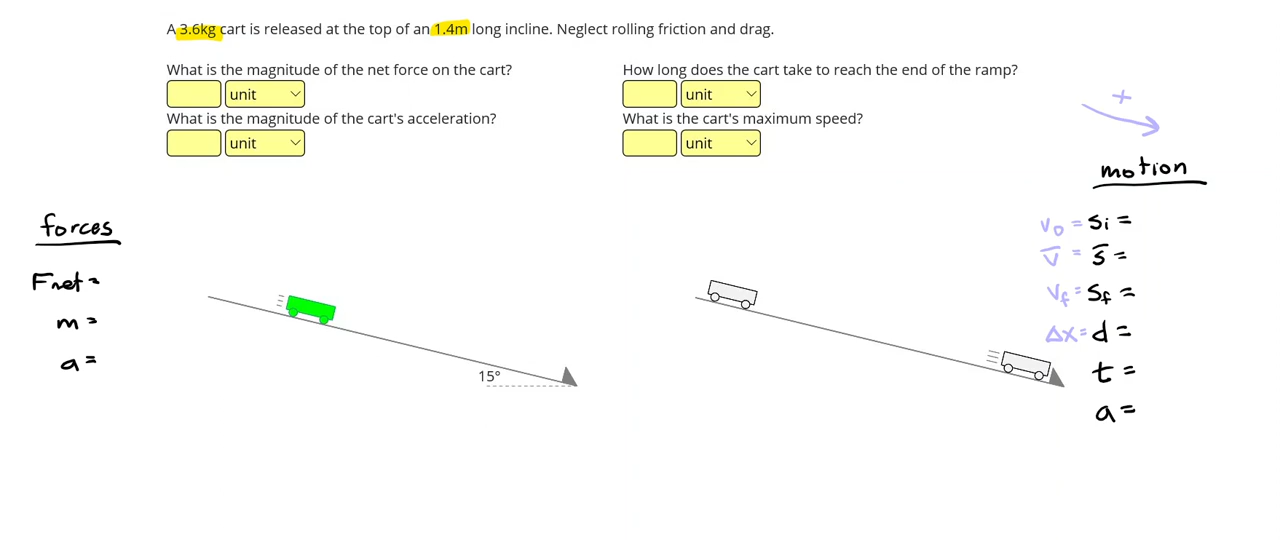 A 3.6kg cart is released at the top of an 1.4m long incline. Neglect rolling friction and drag.
What is the magnitude of the net force on the cart?
unit
What is the magnitude of the cart's acceleration?
unit
How long does the cart take to reach the end of the ramp?
unit
What is the cart's maximum speed?
unit
+
motion
v₀ = si =
v̅ = s̅ =
vf = sf =
Δx = d =
t =
a =
forces
Fnet =
m =
a =
15°